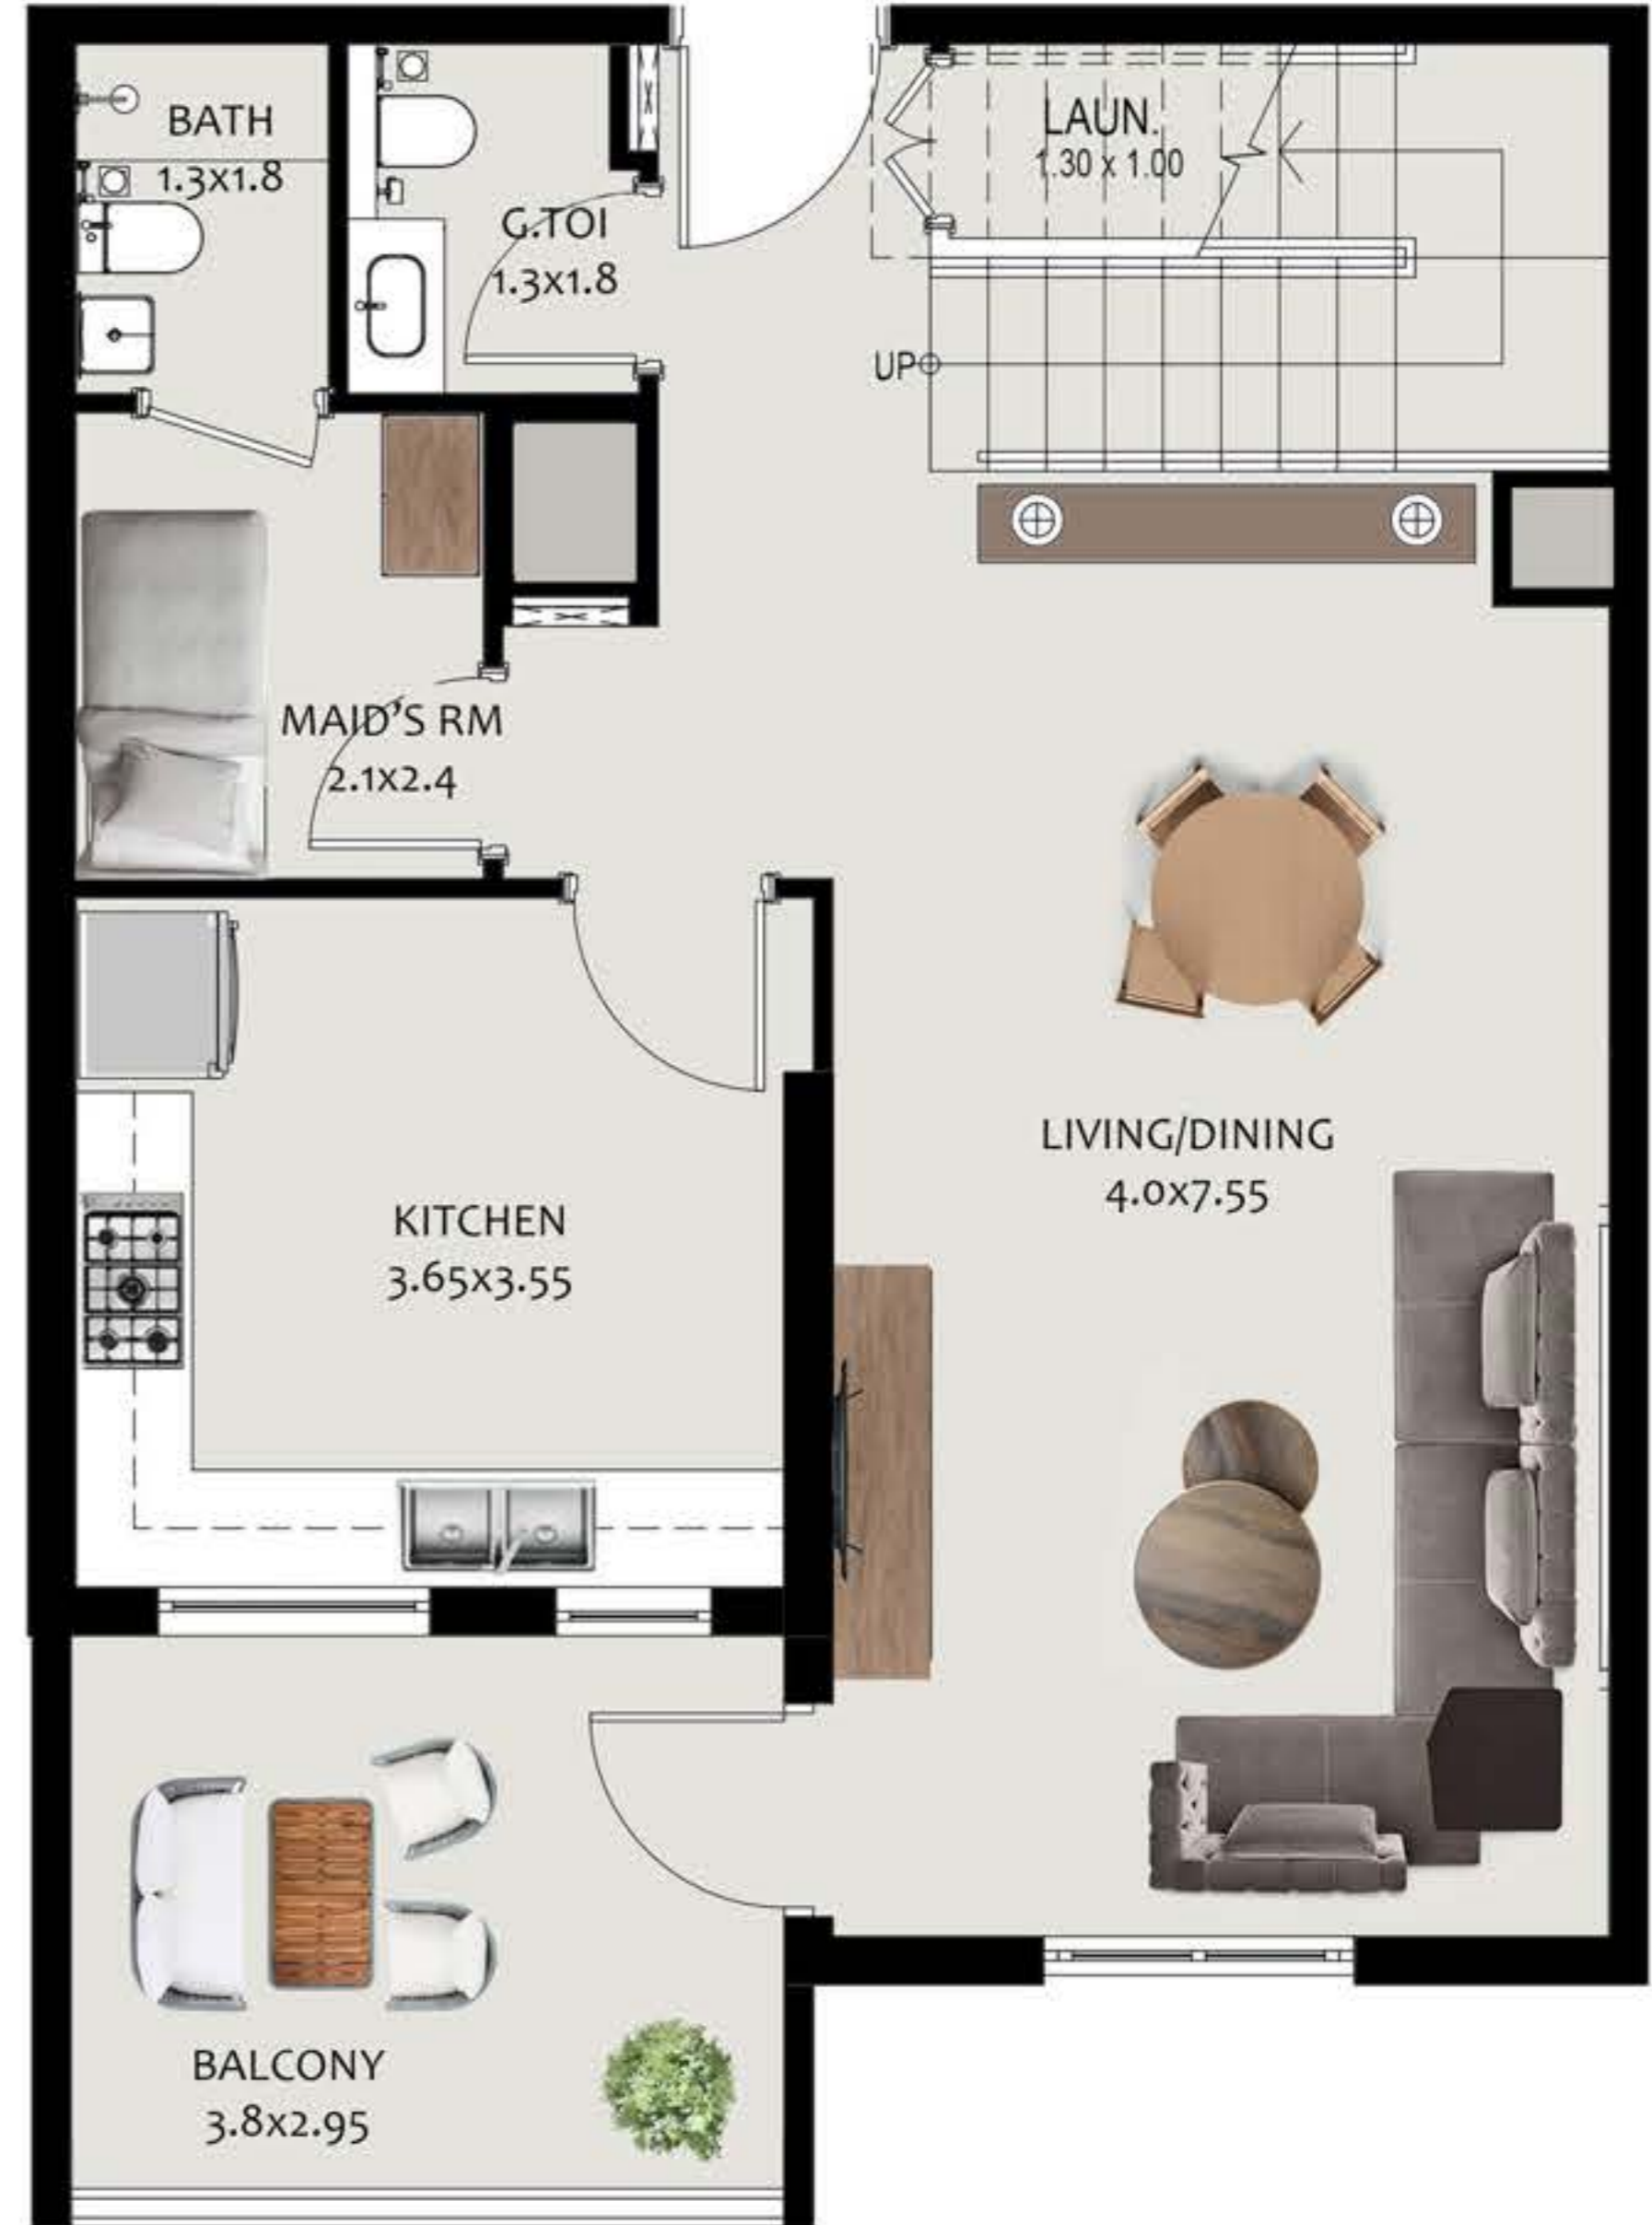 BATH
1.3x1.8
G.TOI
1.3x1.8
LAUN.
1.30 x 1.00
UP
MAID'S RM
2.1x2.4
KITCHEN
3.65x3.55
LIVING/DINING
4.0x7.55
BALCONY
3.8x2.95